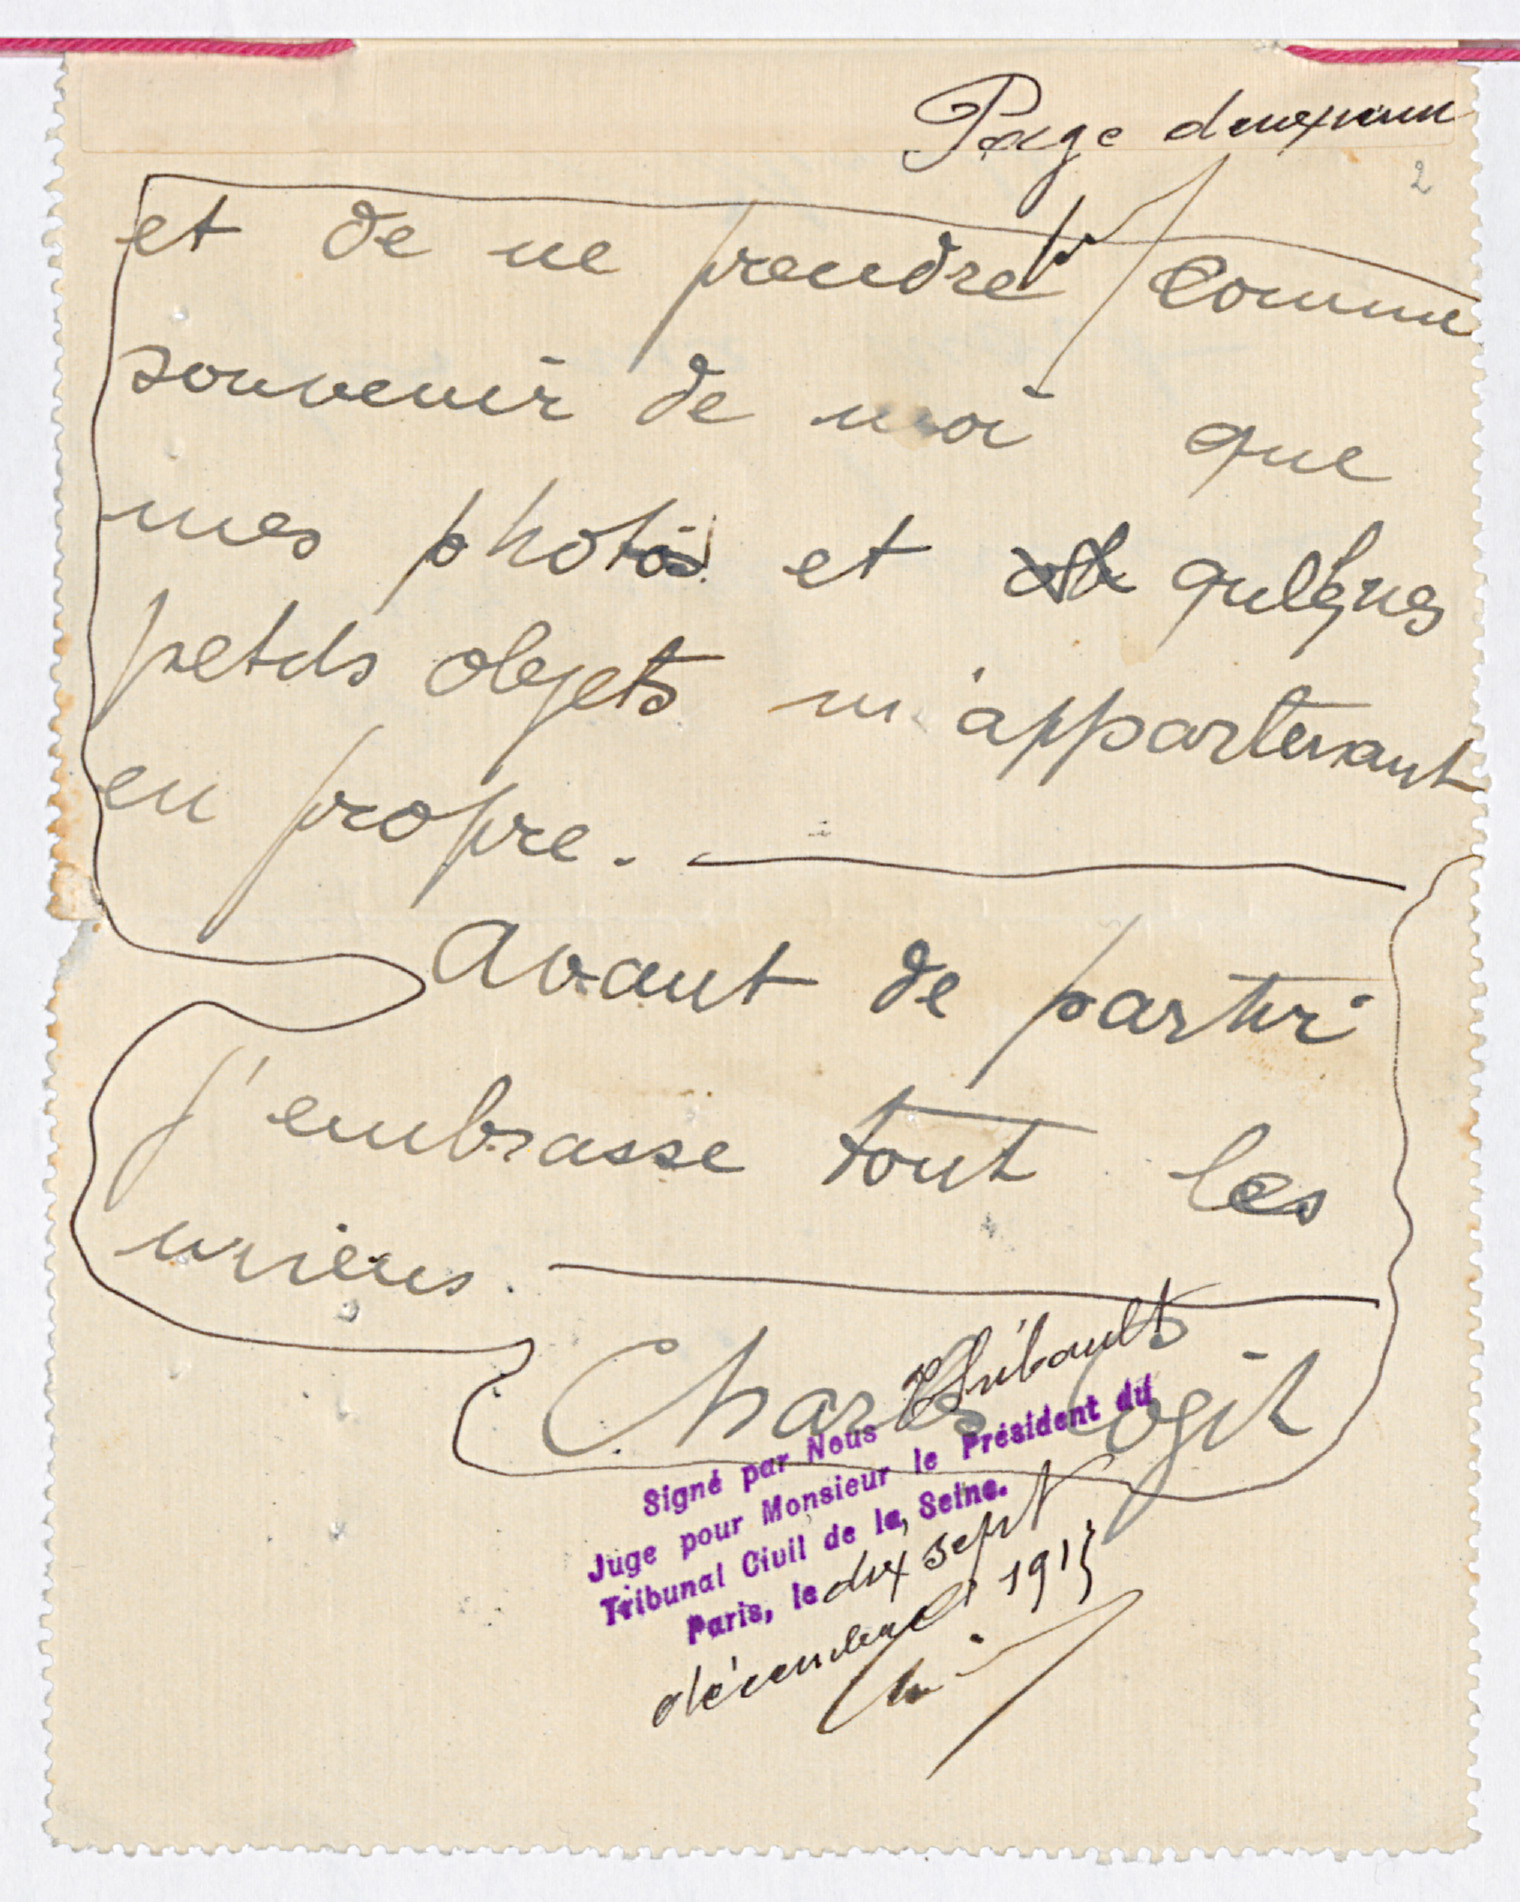 Page deuxième
2
et de ne prendre comme
souvenir de moi que
mes photos et quelques
petits objets m'appartenant
en propre.
Avant de partir
j'embrasse tout les
miens.
Charles Cogit
Thibault
Signé par Nous
Juge pour Monsieur le Président du
Tribunal Civil de la Seine.
Paris, le dix sept
décembre 1915